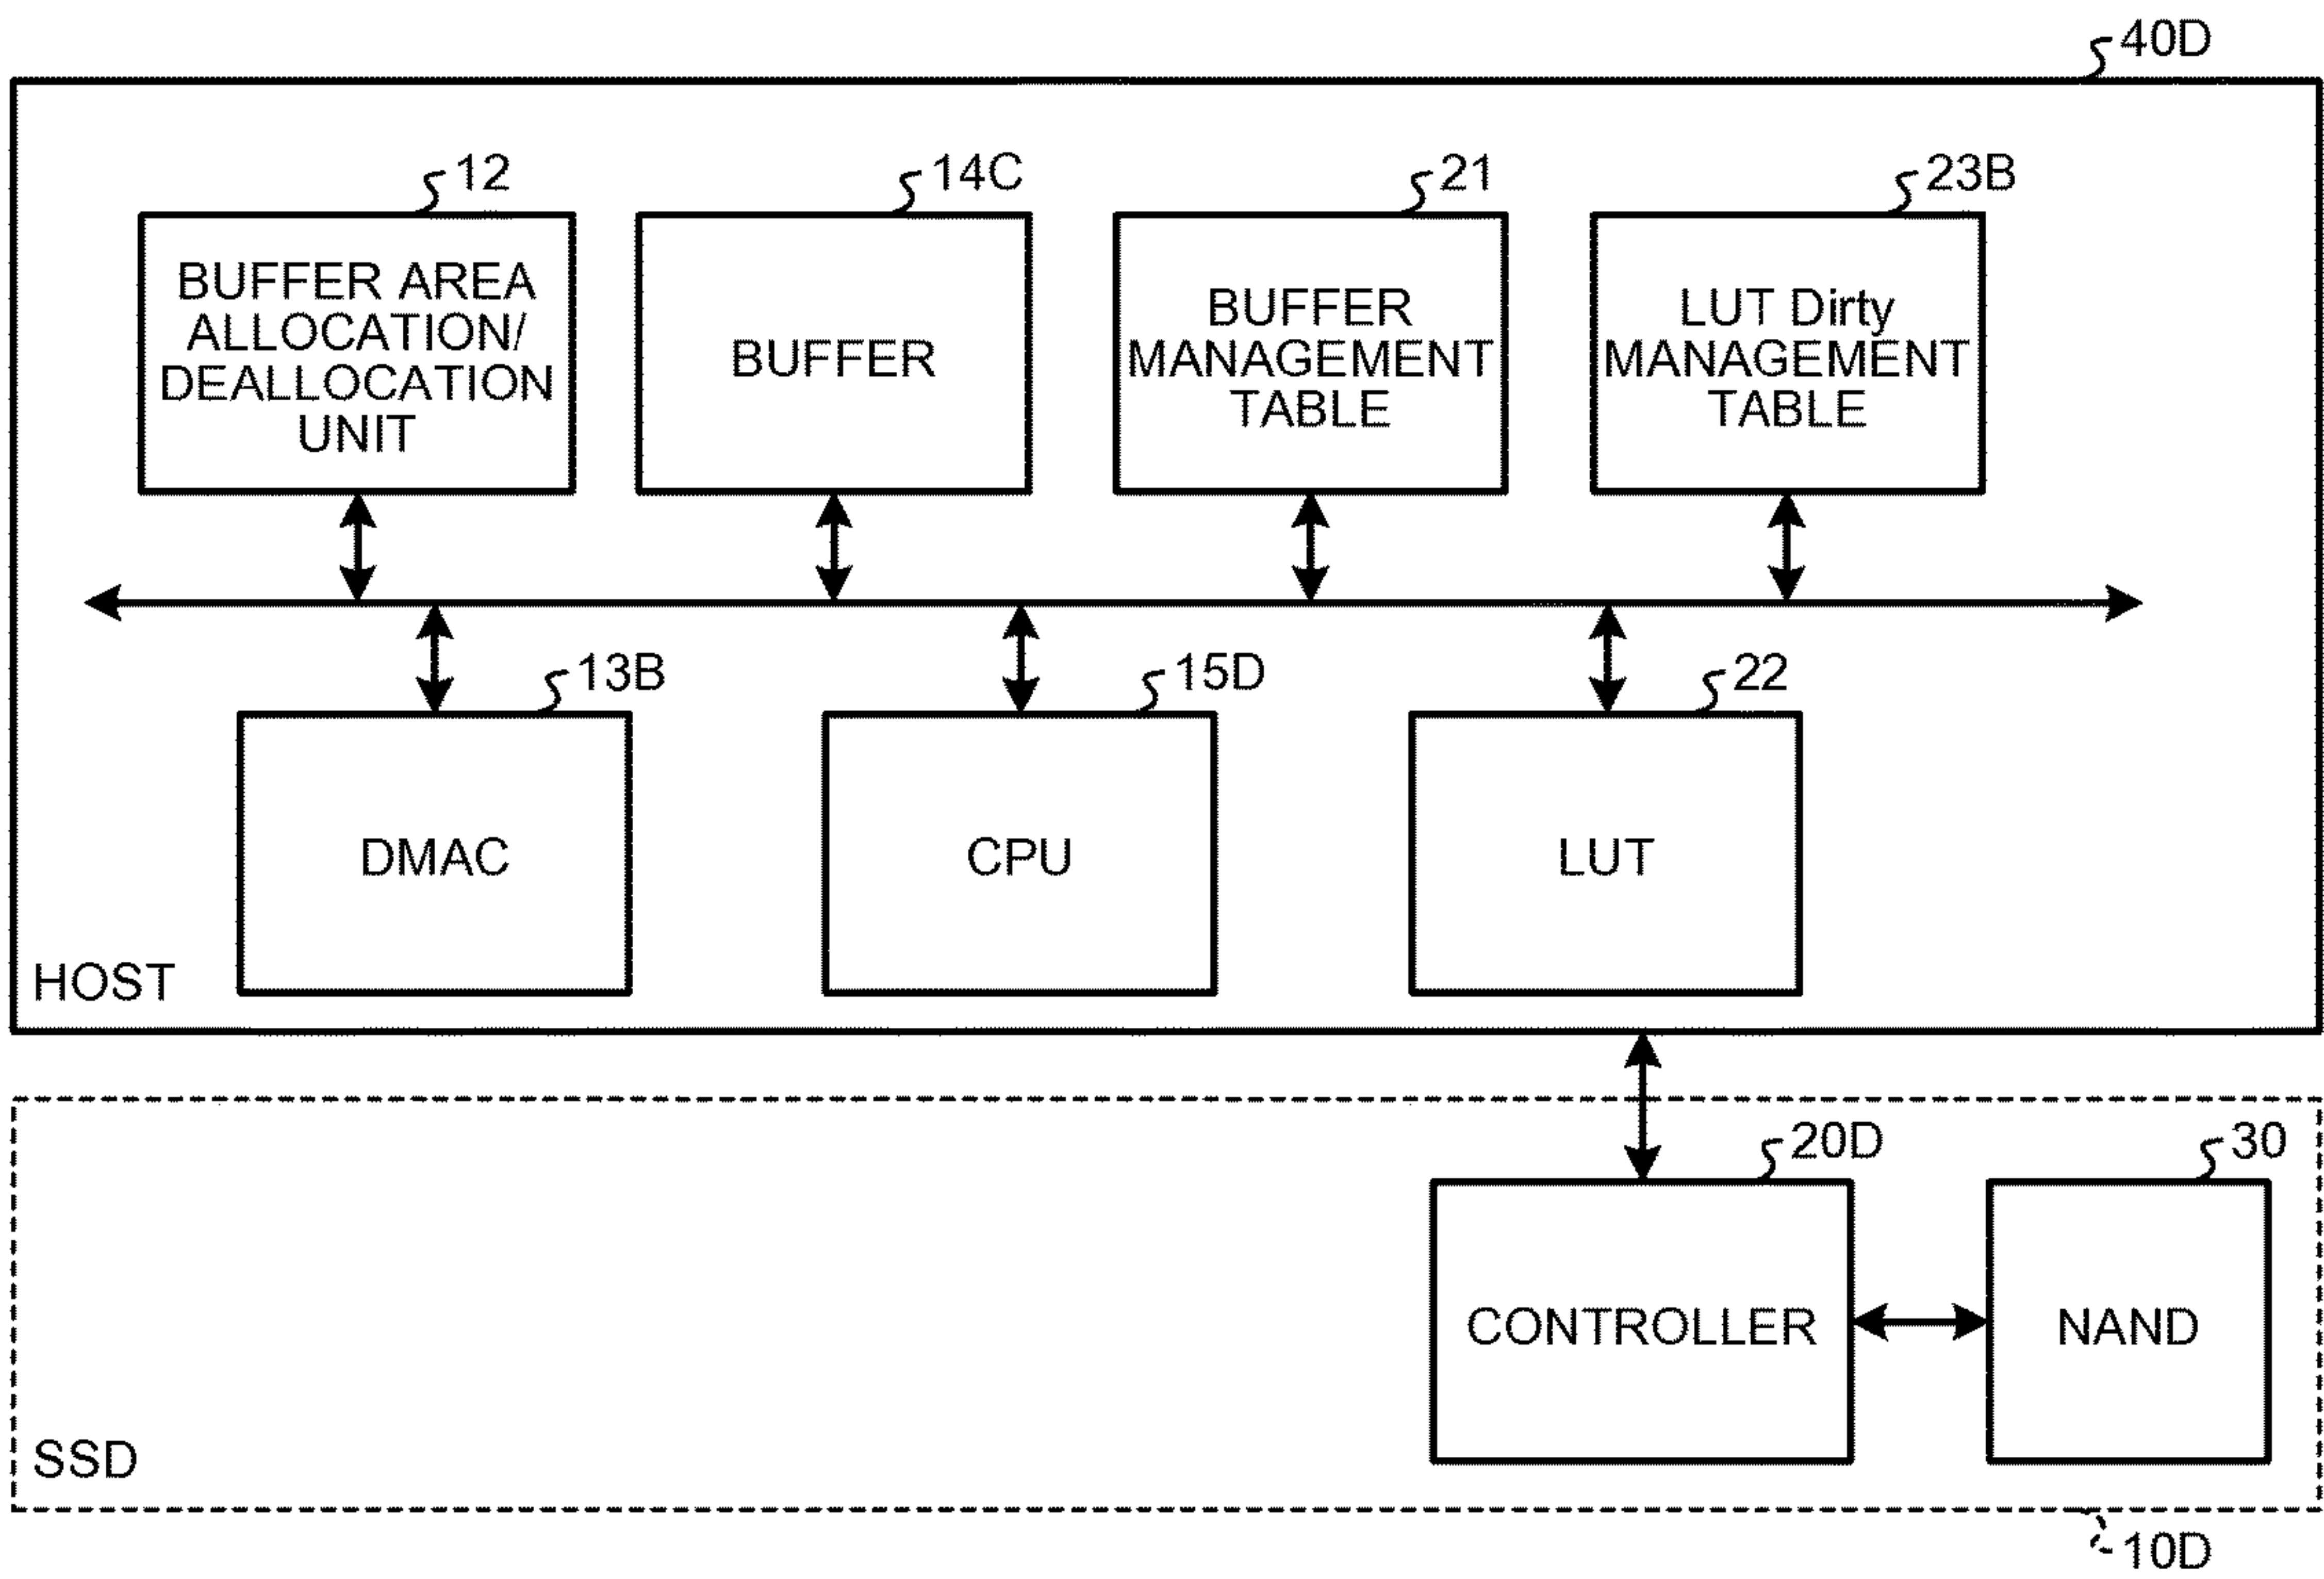 40D
12
14C
21
23B
BUFFER AREA
ALLOCATION/
DEALLOCATION
UNIT
BUFFER
BUFFER
MANAGEMENT
TABLE
LUT Dirty
MANAGEMENT
TABLE
13B
15D
22
DMAC
CPU
LUT
HOST
20D
30
CONTROLLER
NAND
SSD
10D